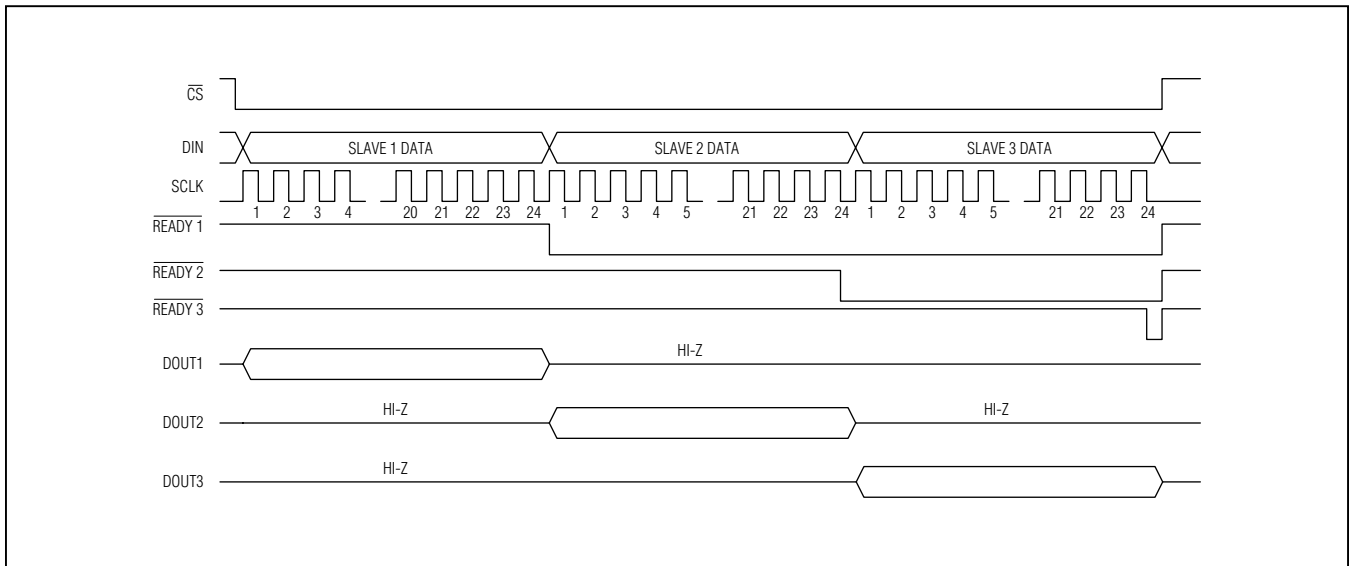 CS
DIN SLAVE 1 DATA SLAVE 2 DATA SLAVE 3 DATA
SCLK
1 2 3 4 20 21 22 23 24 1 2 3 4 5 21 22 23 24 1 2 3 4 5 21 22 23 24
READY 1
READY 2
READY 3
DOUT1 HI-Z
DOUT2 HI-Z HI-Z
DOUT3 HI-Z